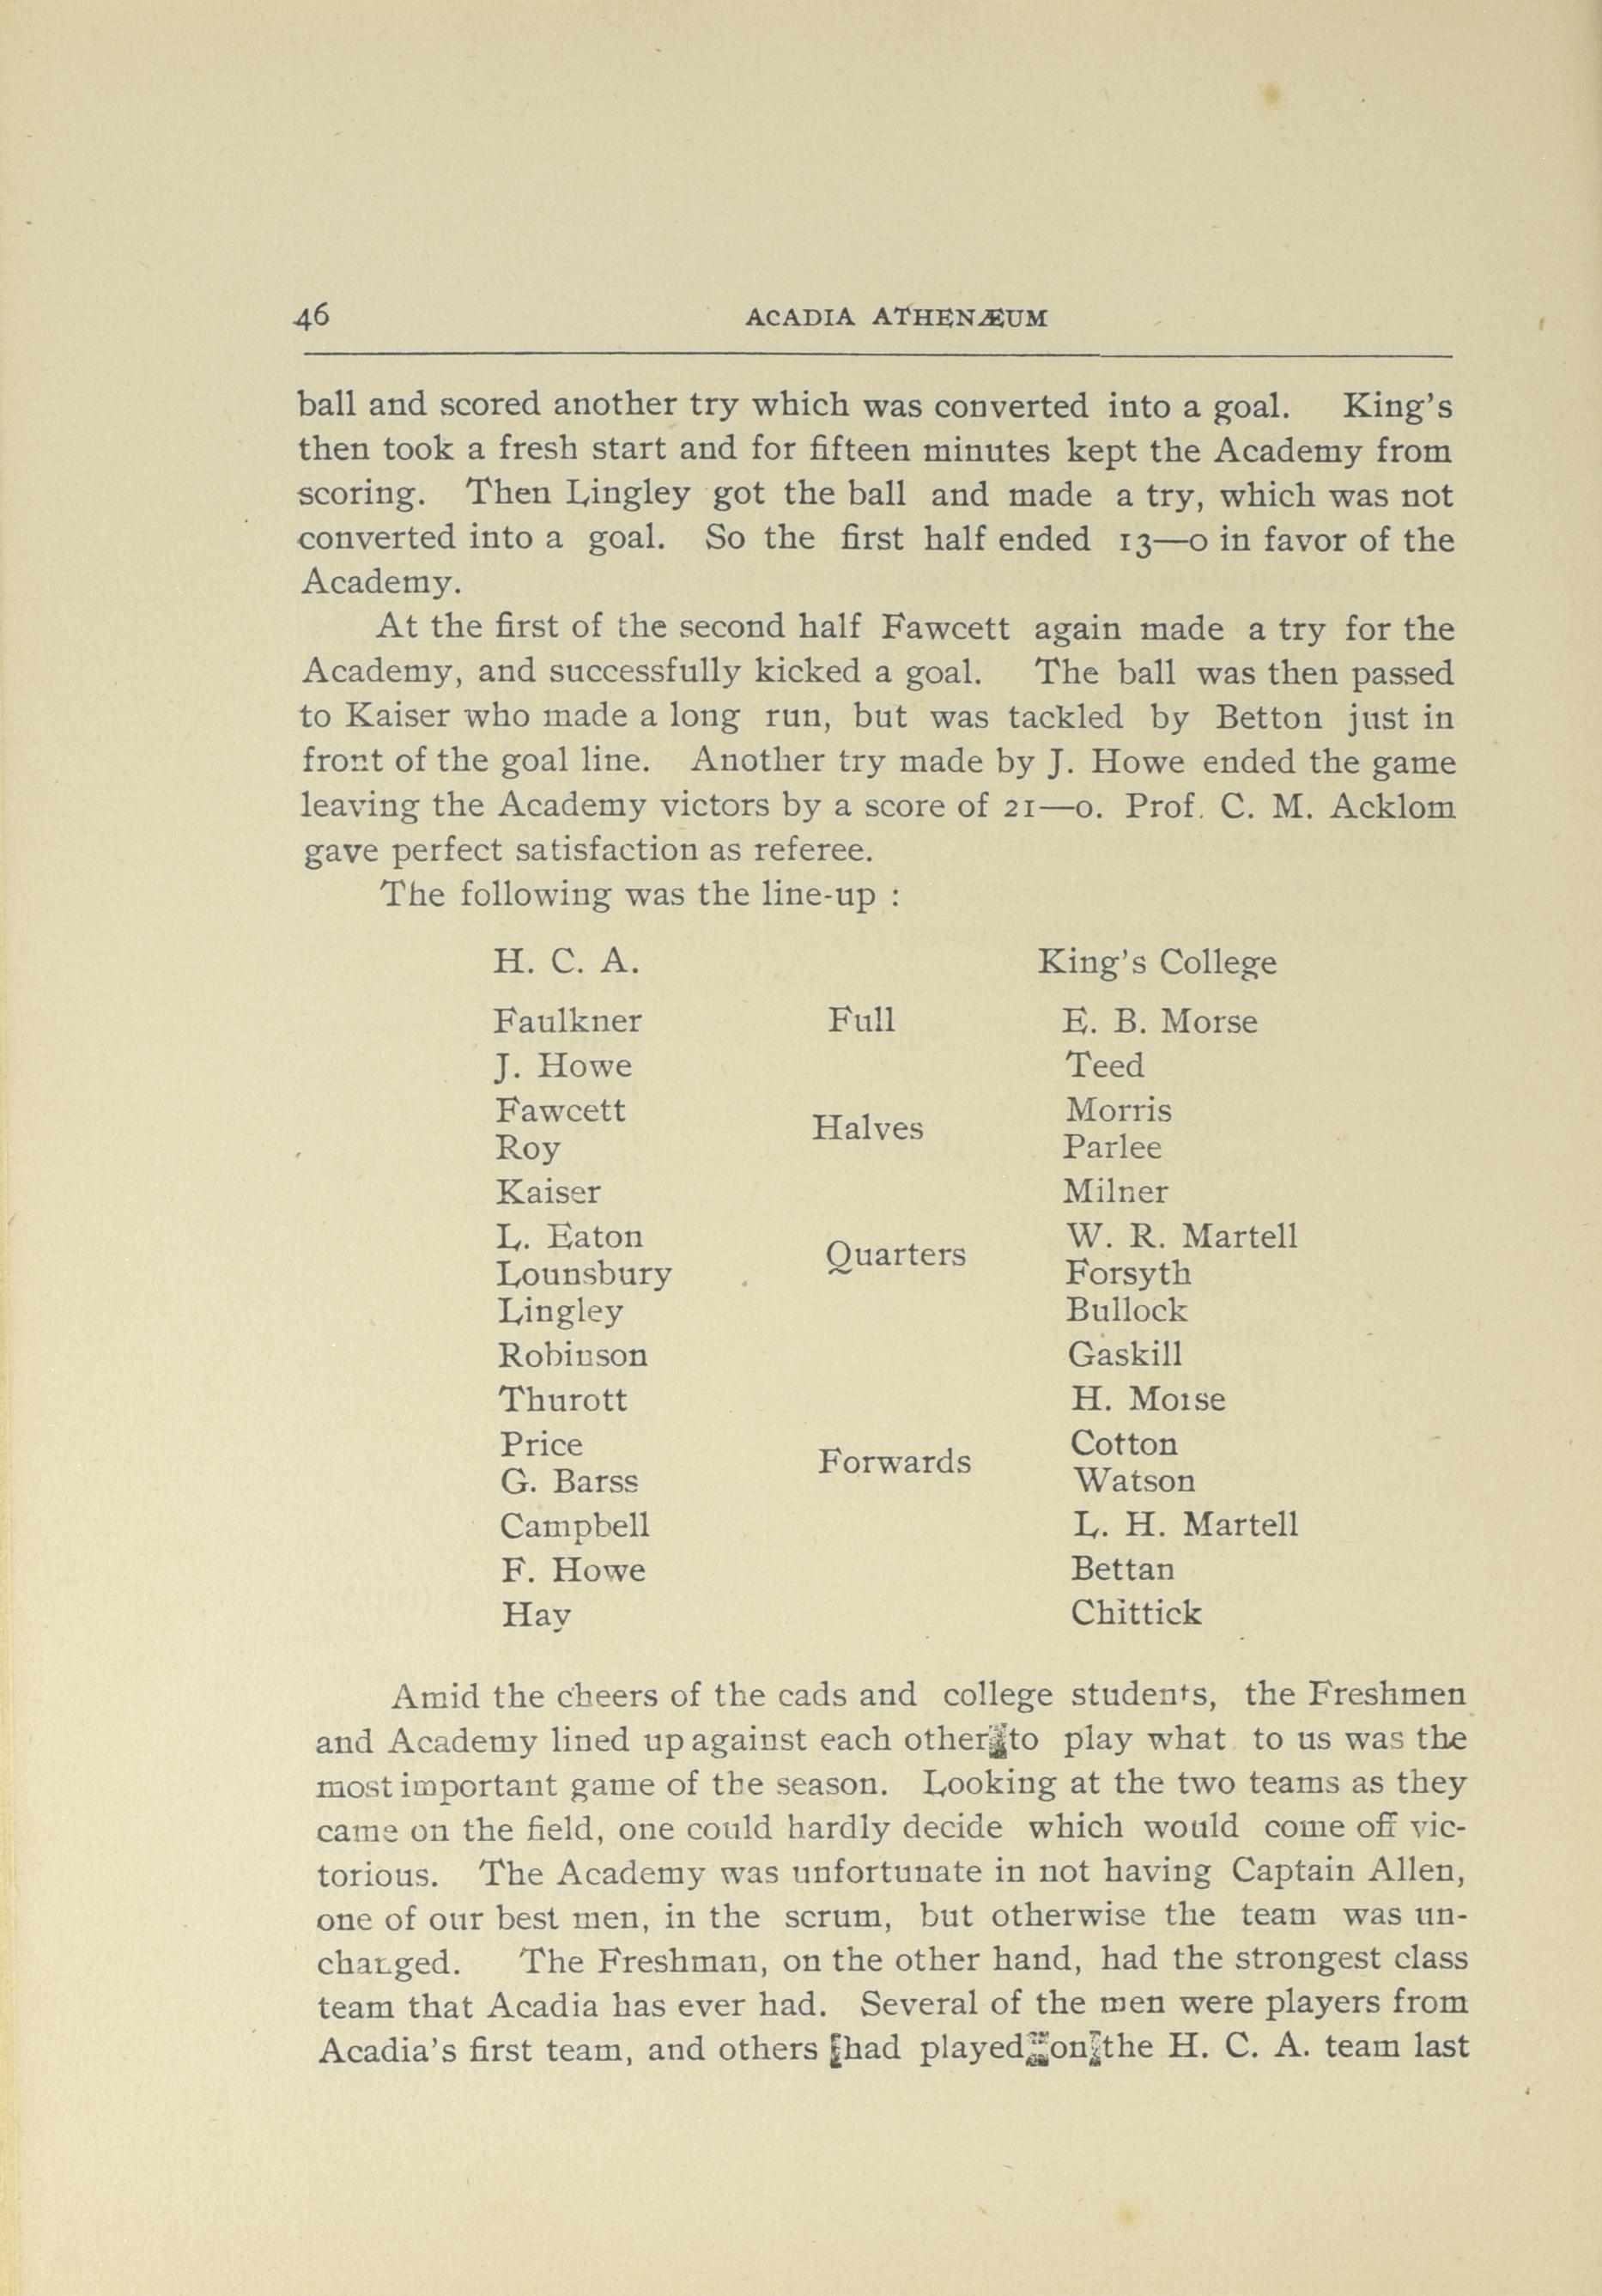 46 ACADIA ATHENÆUM
ball and scored another try which was converted into a goal. King's
then took a fresh start and for fifteen minutes kept the Academy from
scoring. Then Lingley got the ball and made a try, which was not
converted into a goal. So the first half ended 13—0 in favor of the
Academy.
At the first of the second half Fawcett again made a try for the
Academy, and successfully kicked a goal. The ball was then passed
to Kaiser who made a long run, but was tackled by Betton just in
front of the goal line. Another try made by J. Howe ended the game
leaving the Academy victors by a score of 21—0. Prof. C. M. Acklom
gave perfect satisfaction as referee.
The following was the line-up :
H. C. A. King's College
Faulkner Full E. B. Morse
J. Howe Teed
Fawcett Morris
Halves
Roy Parlee
Kaiser Milner
L. Eaton W. R. Martell
Quarters
Lounsbury Forsyth
Lingley Bullock
Robinson Gaskill
Thurott H. Morse
Price Cotton
Forwards
G. Barss Watson
Campbell L. H. Martell
F. Howe Bettan
Hay Chittick
Amid the cheers of the cads and college students, the Freshmen
and Academy lined up against each other to play what to us was the
most important game of the season. Looking at the two teams as they
came on the field, one could hardly decide which would come off vic-
torious. The Academy was unfortunate in not having Captain Allen,
one of our best men, in the scrum, but otherwise the team was un-
changed. The Freshman, on the other hand, had the strongest class
team that Acadia has ever had. Several of the men were players from
Acadia's first team, and others had played on the H. C. A. team last